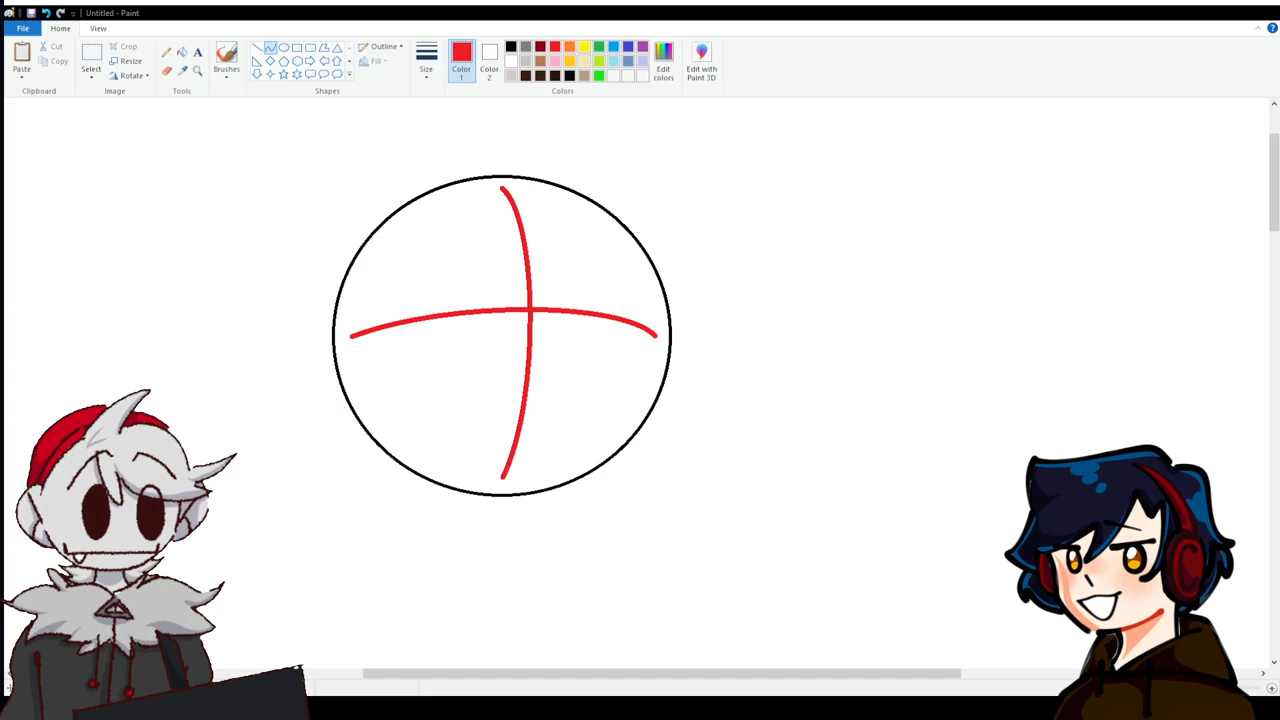 Untitled - Paint
File Home View
Paste Cut Copy
Select Crop Resize Rotate
A
Brushes
Outline Fill
Size
Color 1
Color 2
Edit colors
Edit with Paint 3D
Clipboard Image Tools Shapes Colors